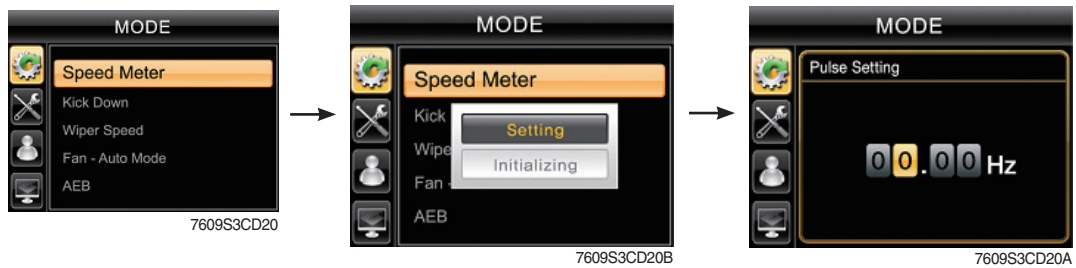 MODE
Speed Meter
Kick Down
Wiper Speed
Fan - Auto Mode
AEB
7609S3CD20
MODE
Speed Meter
Kick
Setting
Wipe
Initializing
Fan -
AEB
7609S3CD20B
MODE
Pulse Setting
00.00 Hz
7609S3CD20A